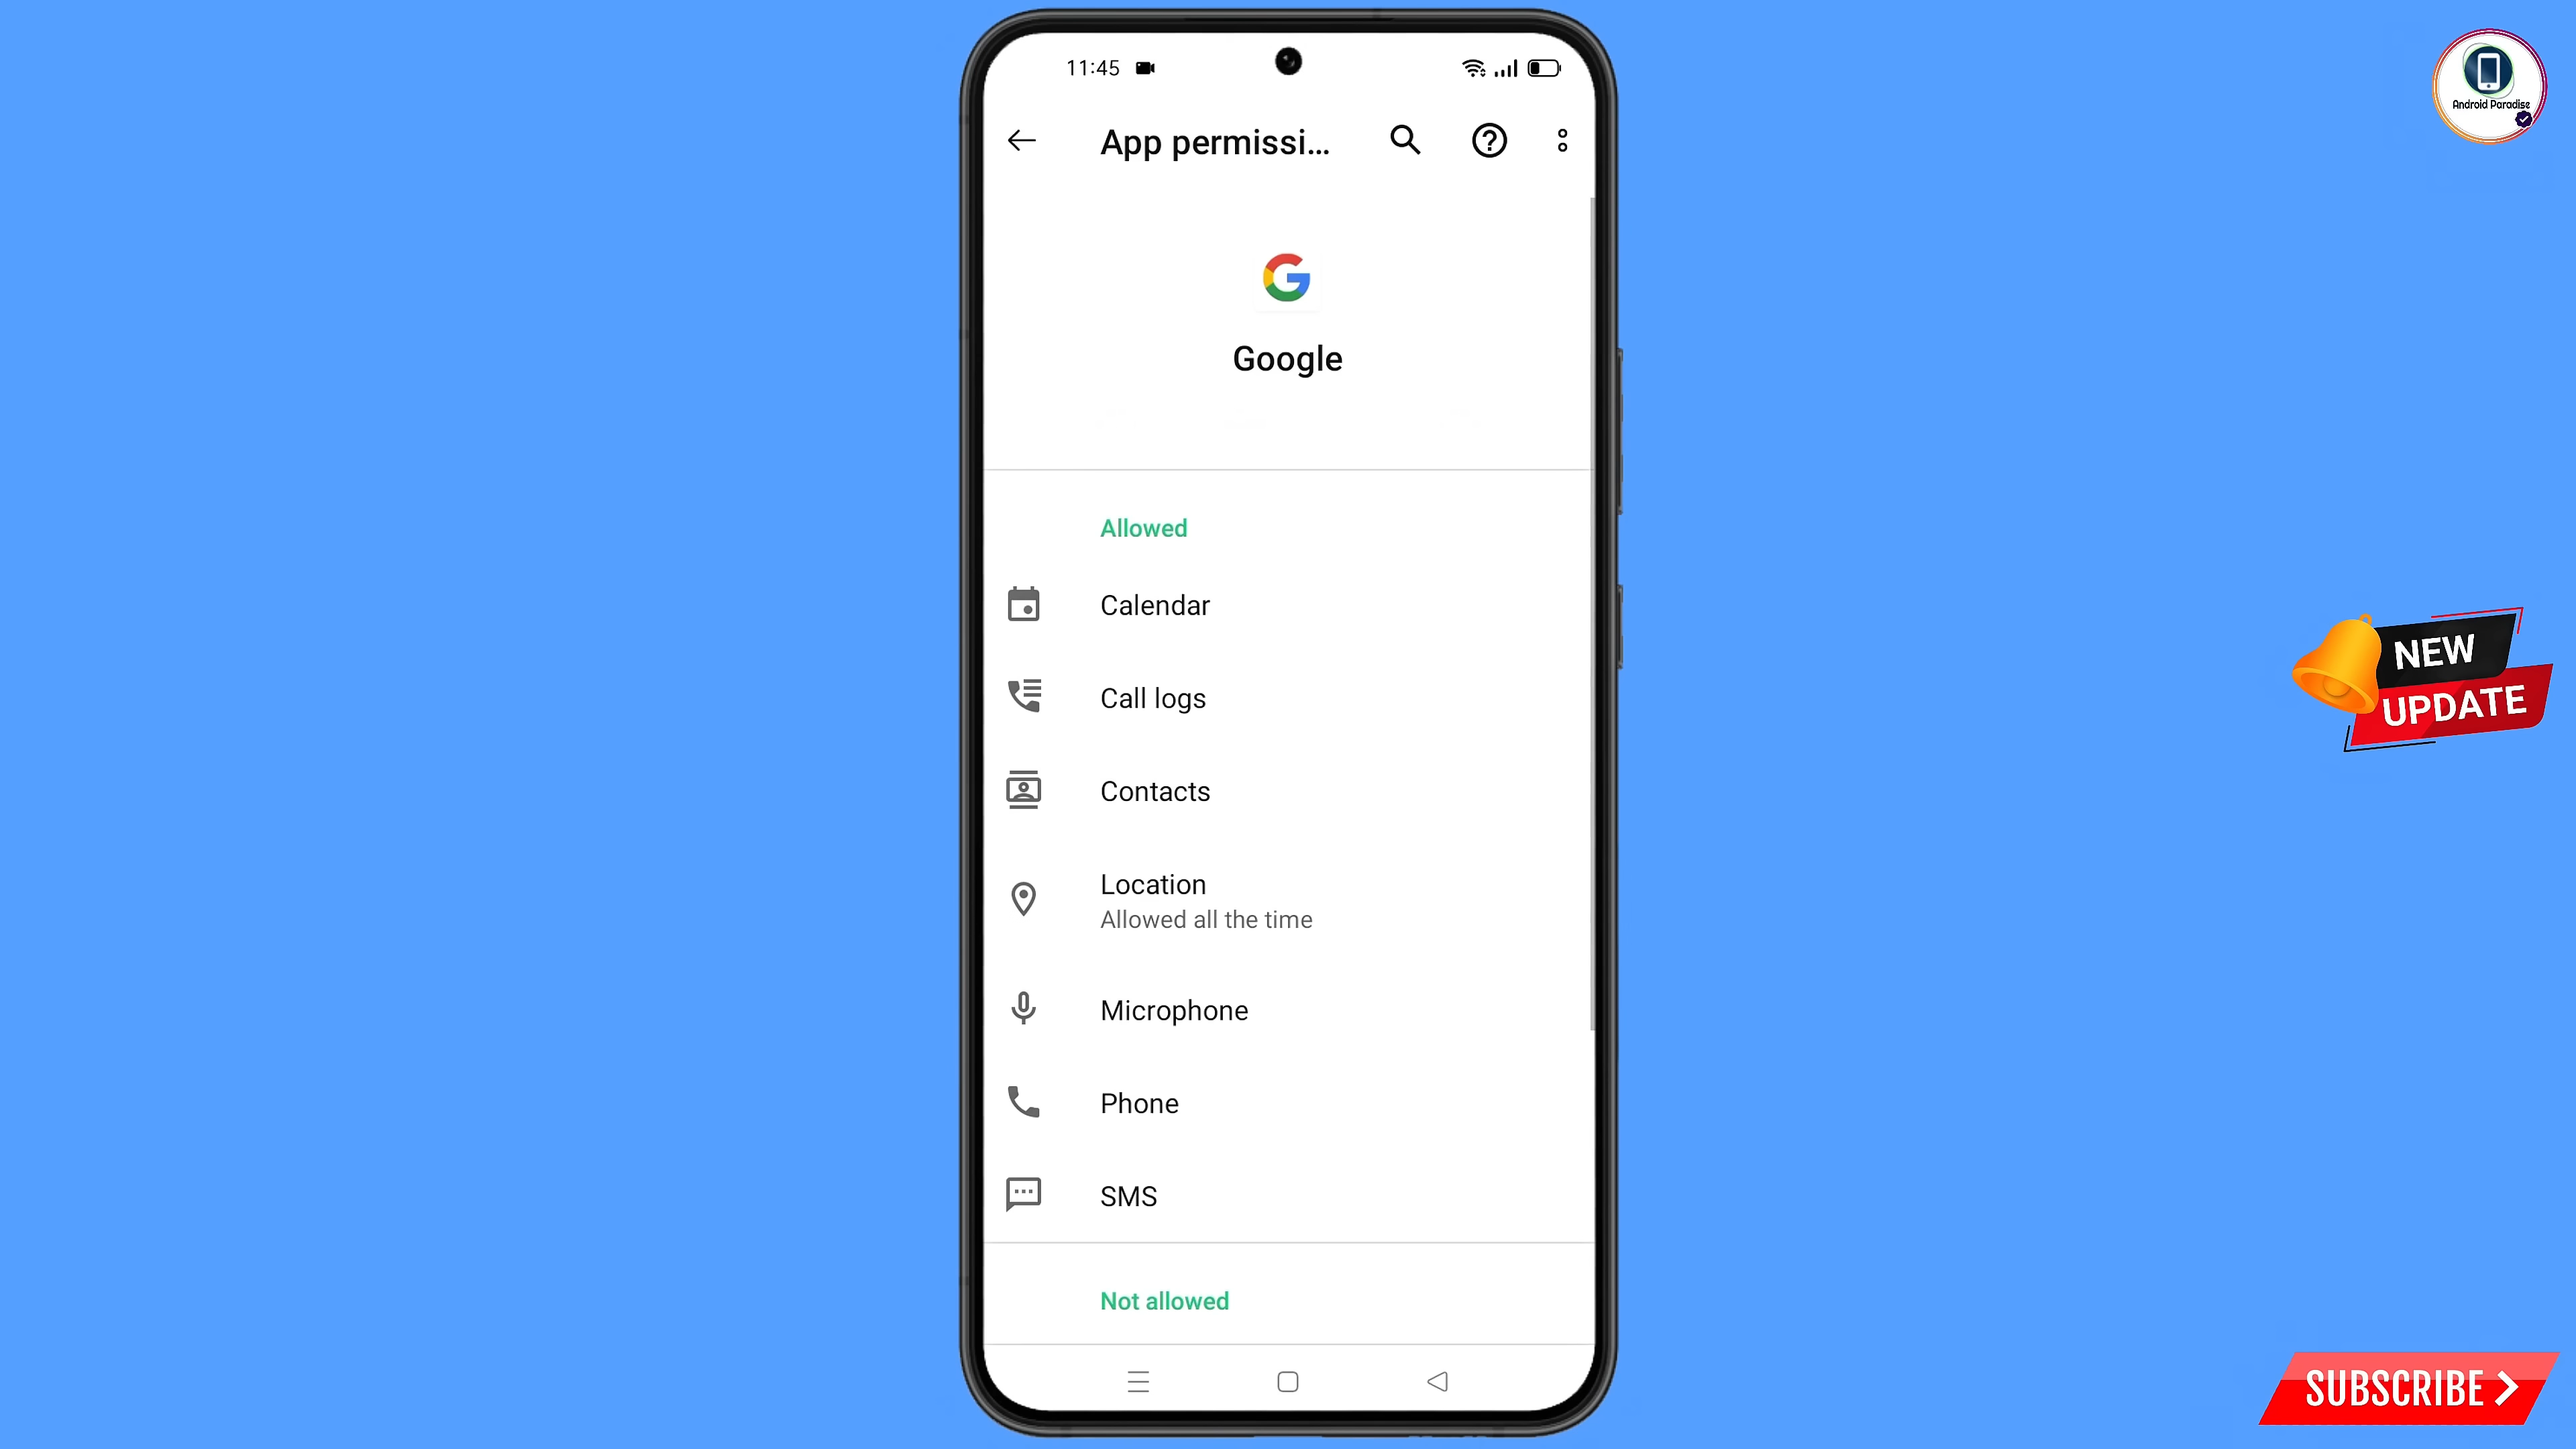 11:45
App permissi...
Google
Allowed
Calendar
Call logs
Contacts
Location
Allowed all the time
Microphone
Phone
SMS
Not allowed
Android Paradise
NEW
UPDATE
SUBSCRIBE